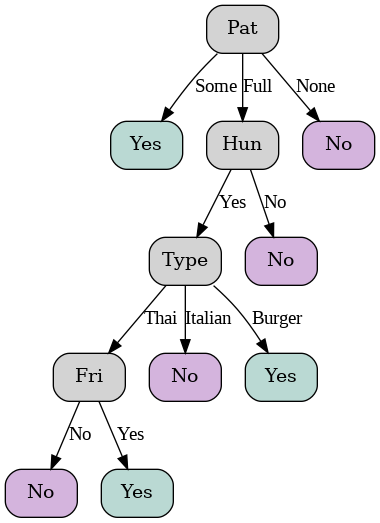 Pat
Some Full None
Yes Hun No
Yes No
Type No
Thai Italian Burger
Fri No Yes
No Yes
No Yes